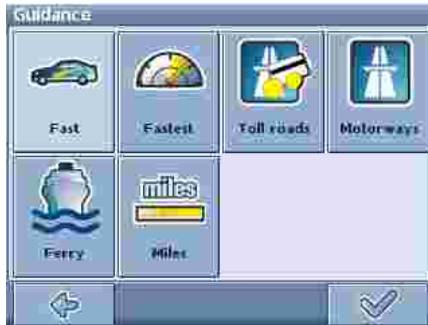 Guidance
Fast
Fastest
Toll roads
Motorways
miles
Ferry
Miles